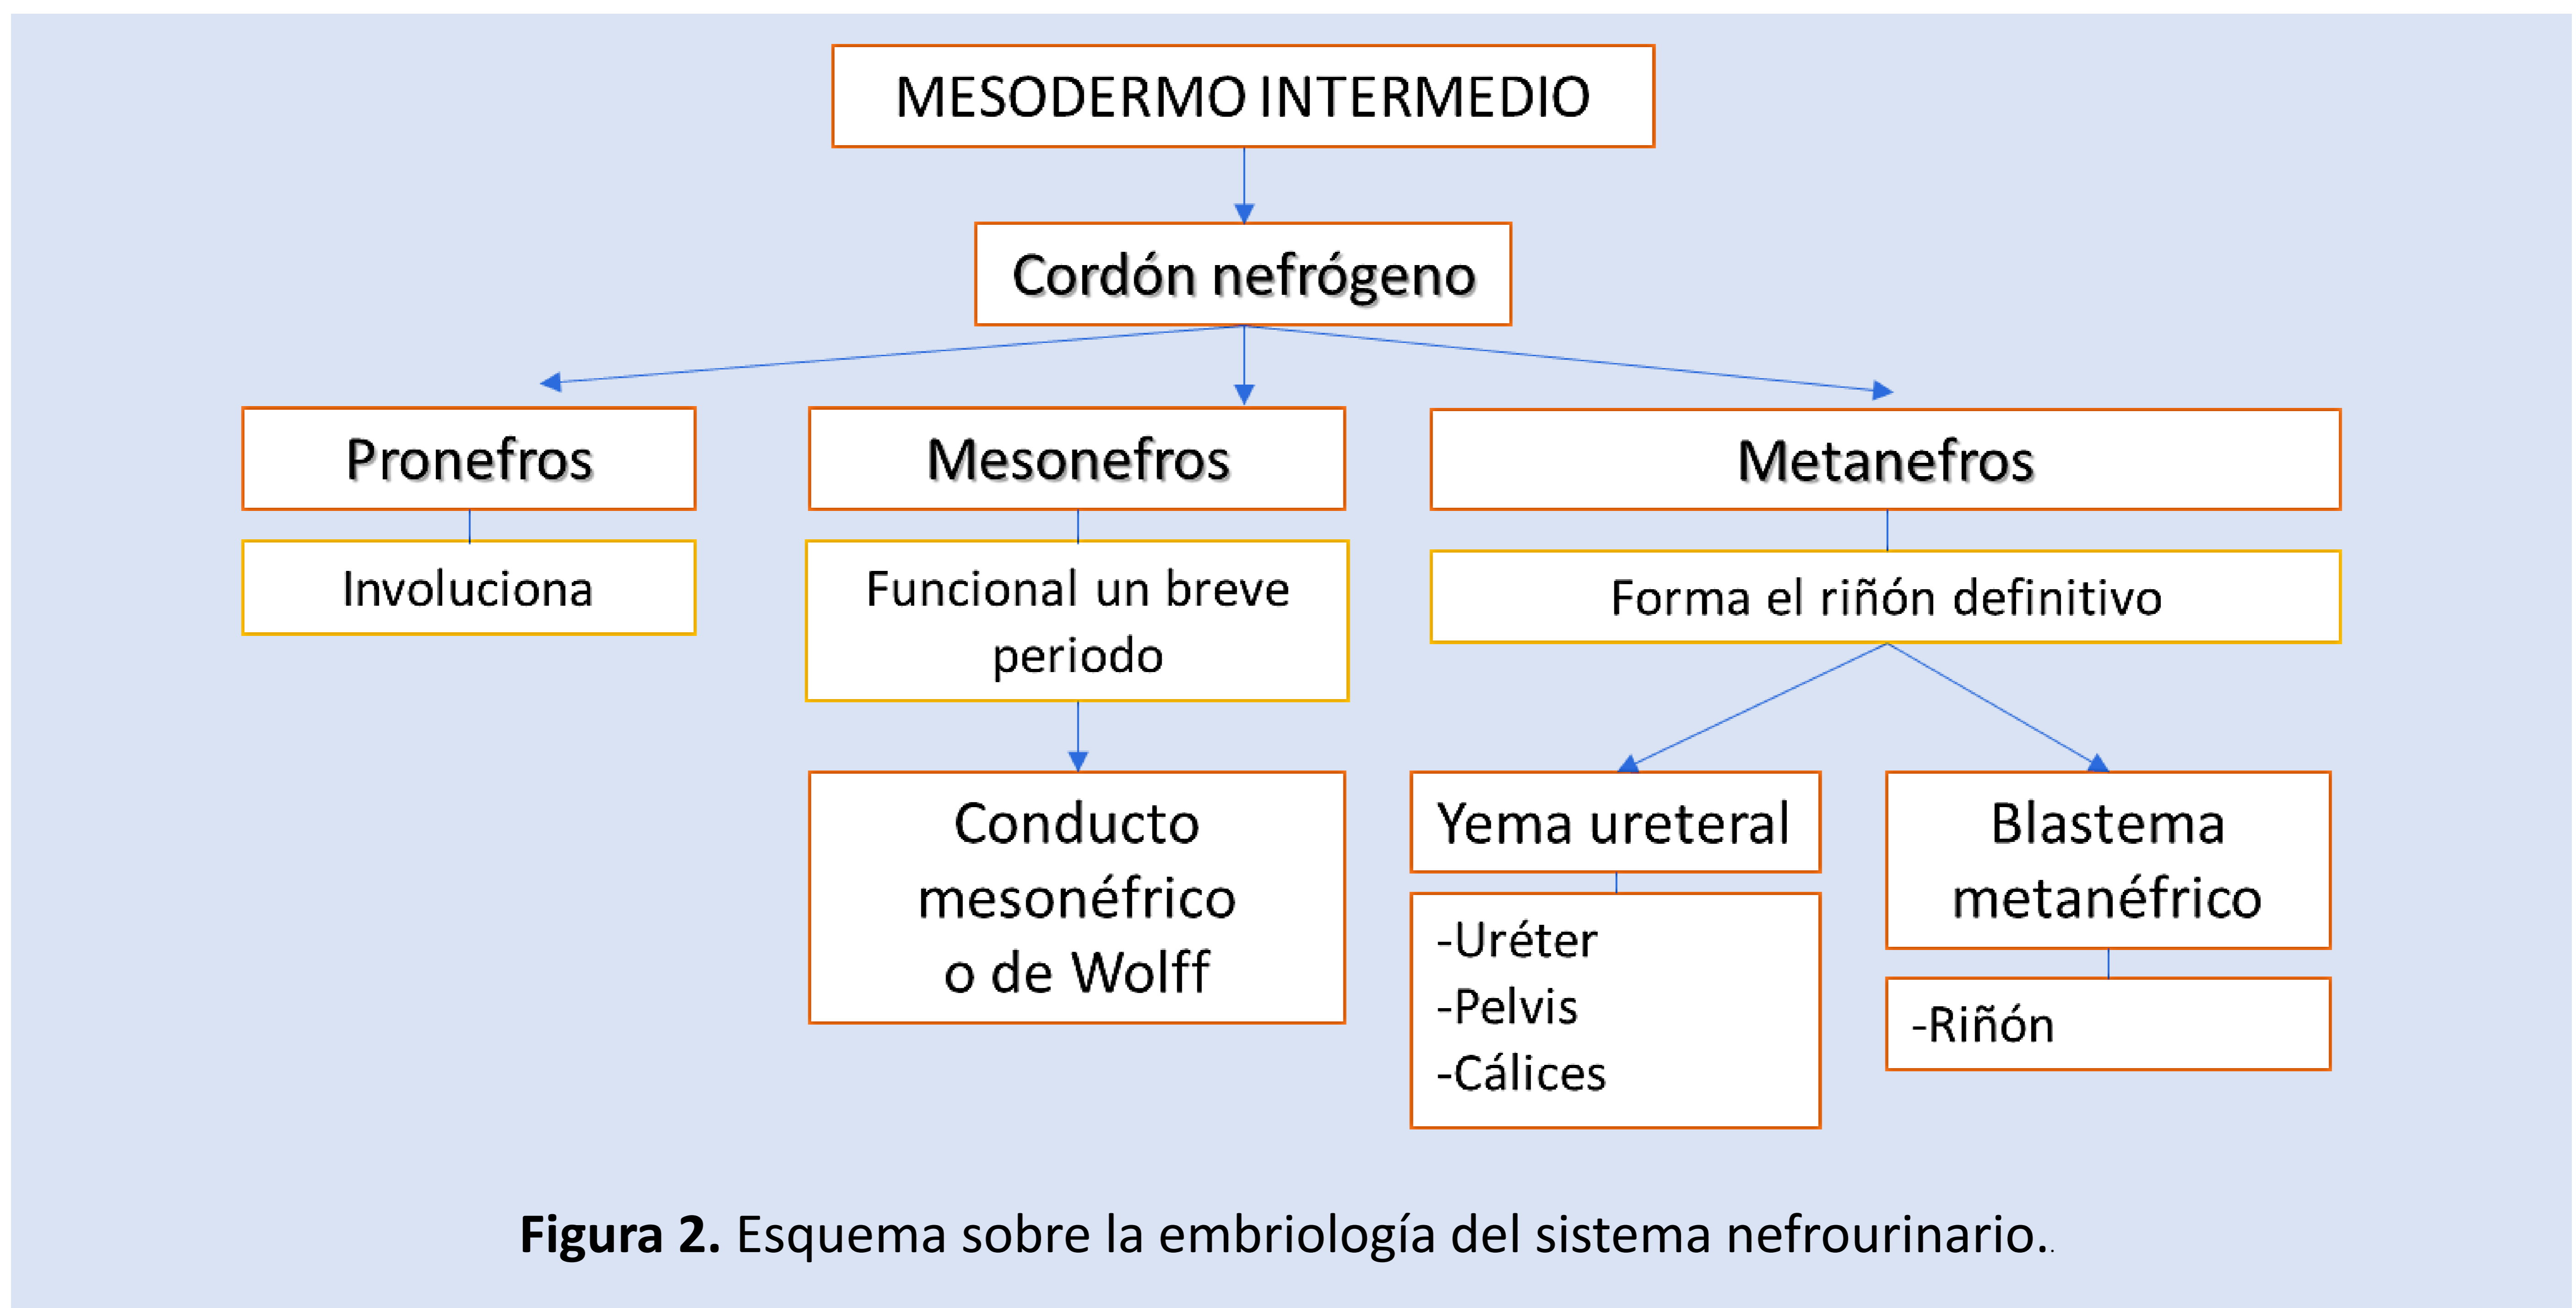 MESODERMO INTERMEDIO
Cordón nefrógeno
Pronefros
Involuciona
Mesonefros
Funcional un breve
periodo
Conducto
mesonéfrico
o de Wolff
Metanefros
Forma el riñón definitivo
Yema ureteral
-Uréter
-Pelvis
-Cálices
Blastema
metanéfrico
-Riñón
Figura 2. Esquema sobre la embriología del sistema nefrourinario..